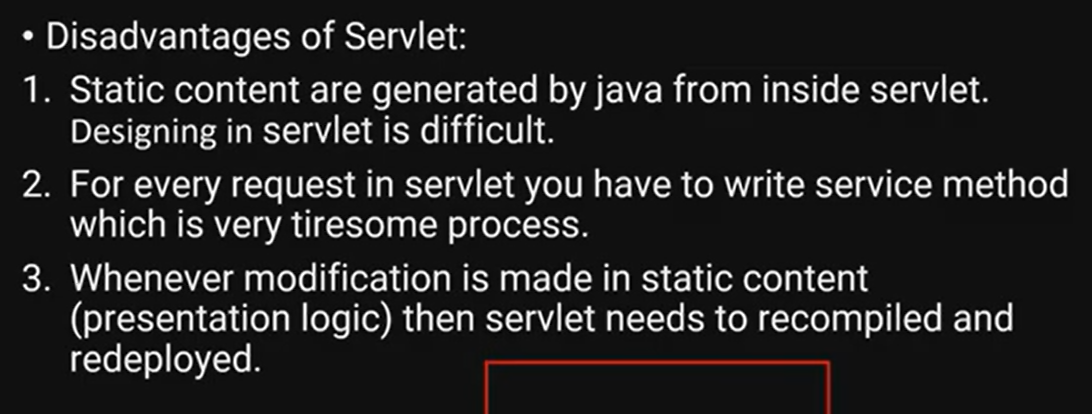 • Disadvantages of Servlet:
1. Static content are generated by java from inside servlet.
Designing in servlet is difficult.
2. For every request in servlet you have to write service method
which is very tiresome process.
3. Whenever modification is made in static content
(presentation logic) then servlet needs to recompiled and
redeployed.